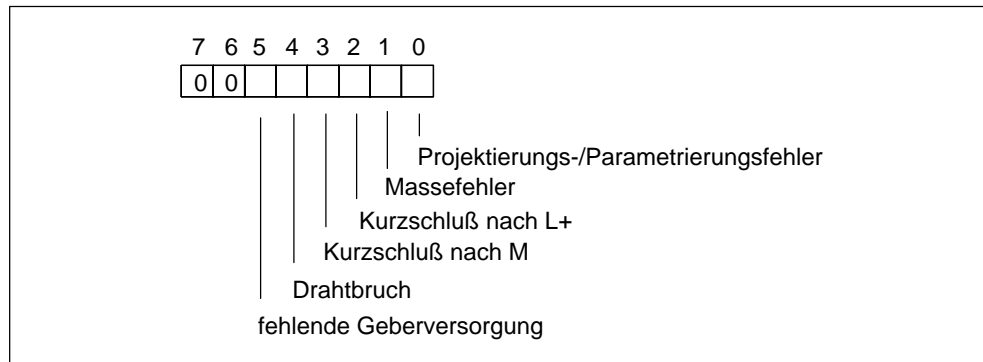 7 6 5 4 3 2 1 0
0 0
Projektierungs-/Parametrierungsfehler
Massefehler
Kurzschluß nach L+
Kurzschluß nach M
Drahtbruch
fehlende Geberversorgung